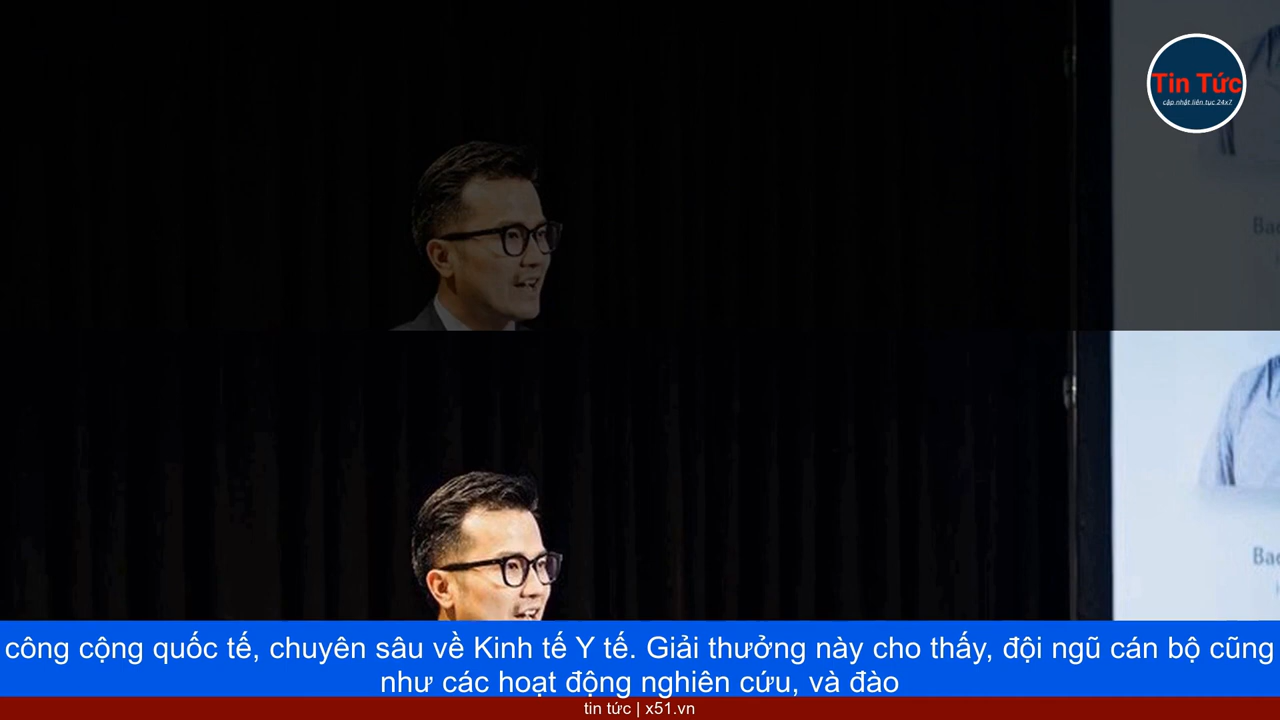 Tin Tức
cập nhật liên tục 24x7
công cộng quốc tế, chuyên sâu về Kinh tế Y tế. Giải thưởng này cho thấy, đội ngũ cán bộ cũng
như các hoạt động nghiên cứu, và đào
tin tức | x51.vn